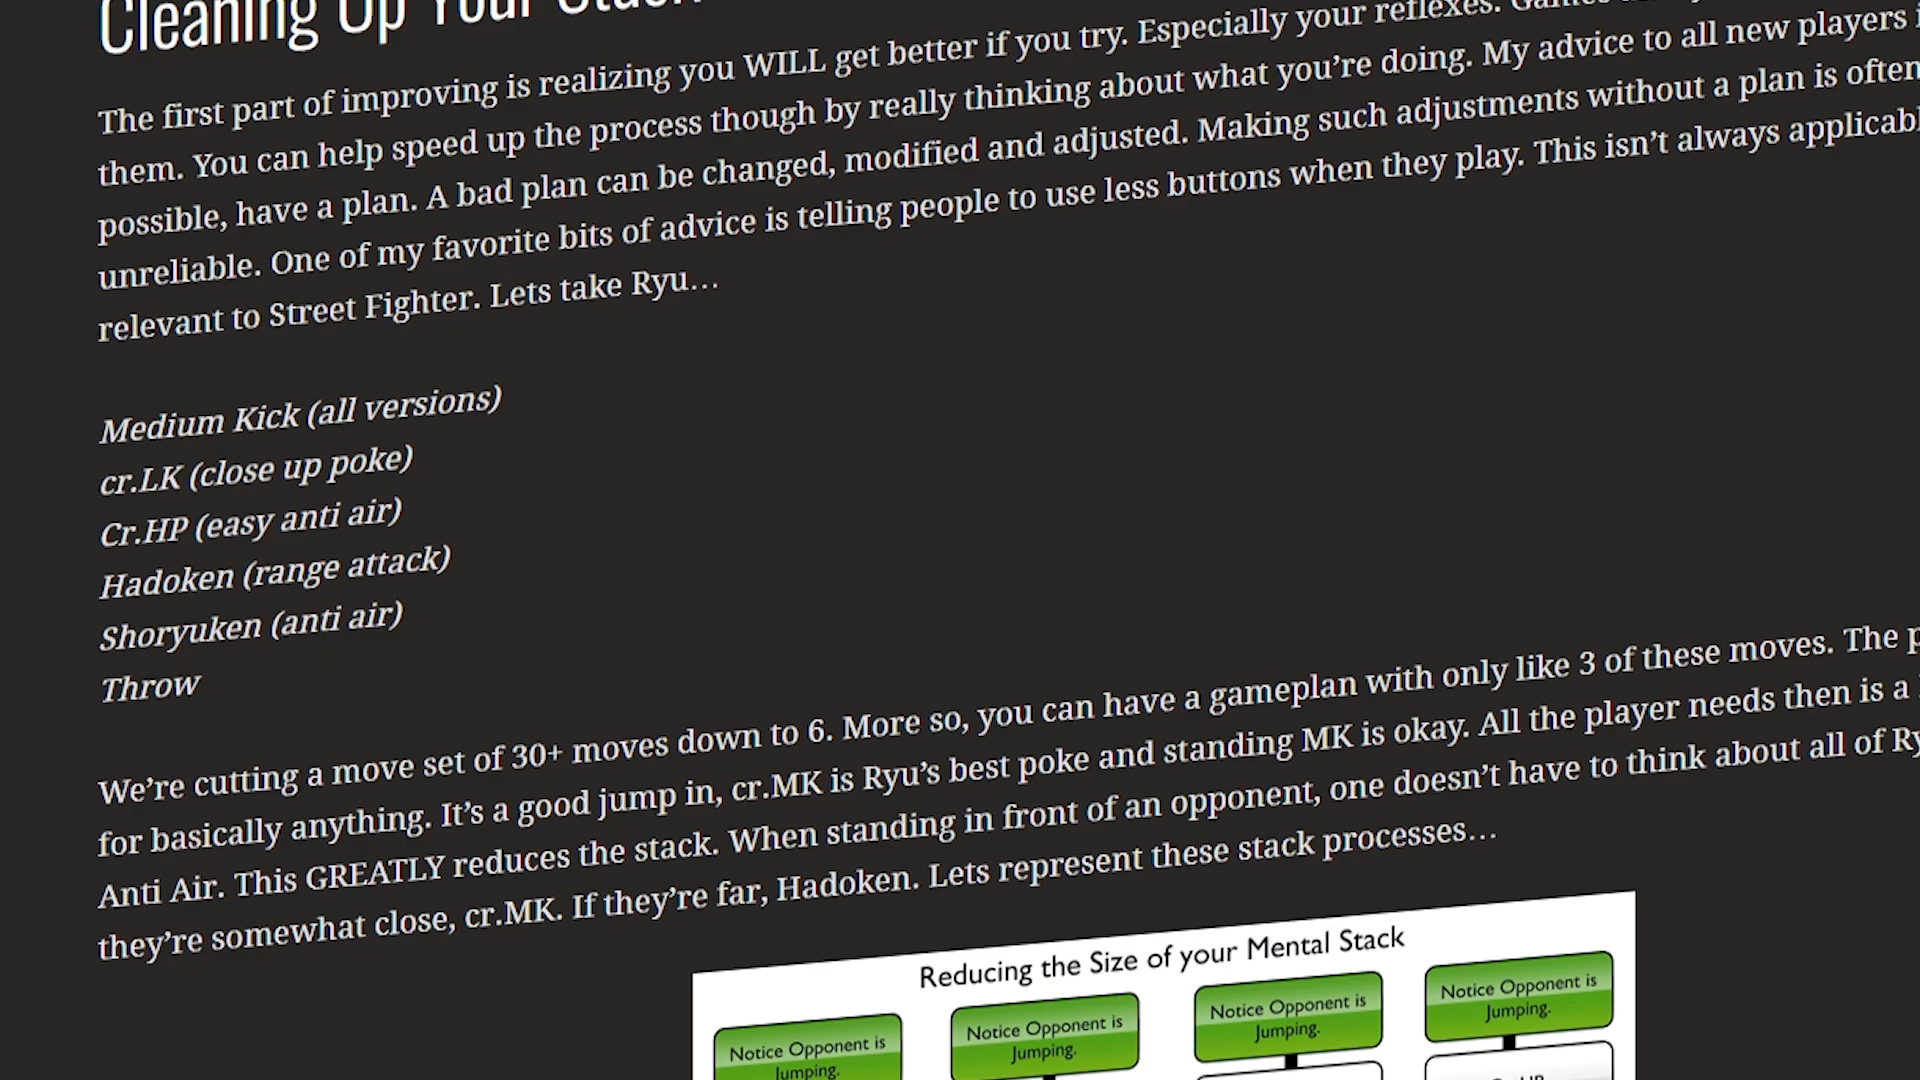 Cleaning Up Your
The first part of improving is realizing you WILL get better if you try. Especially your reflexes.
them. You can help speed up the process though by really thinking about what you’re doing. My advice to all new players
possible, have a plan. A bad plan can be changed, modified and adjusted. Making such adjustments without a plan is often
unreliable. One of my favorite bits of advice is telling people to use less buttons when they play. This isn’t always
relevant to Street Fighter. Lets take Ryu…
Medium Kick (all versions)
cr.LK (close up poke)
Cr.HP (easy anti air)
Hadoken (range attack)
Shoryuken (anti air)
Throw
We’re cutting a move set of 30+ moves down to 6. More so, you can have a gameplan with only like 3 of these moves. The
for basically anything. It’s a good jump in, cr.MK is Ryu’s best poke and standing MK is okay. All the player needs then is a
Anti Air. This GREATLY reduces the stack. When standing in front of an opponent, one doesn’t have to think about all of
they’re somewhat close, cr.MK. If they’re far, Hadoken. Lets represent these stack processes…
Reducing the Size of your Mental Stack
Notice Opponent is
Jumping.
Notice Opponent is
Jumping.
Notice Opponent is
Jumping.
Notice Opponent is
Jumping.